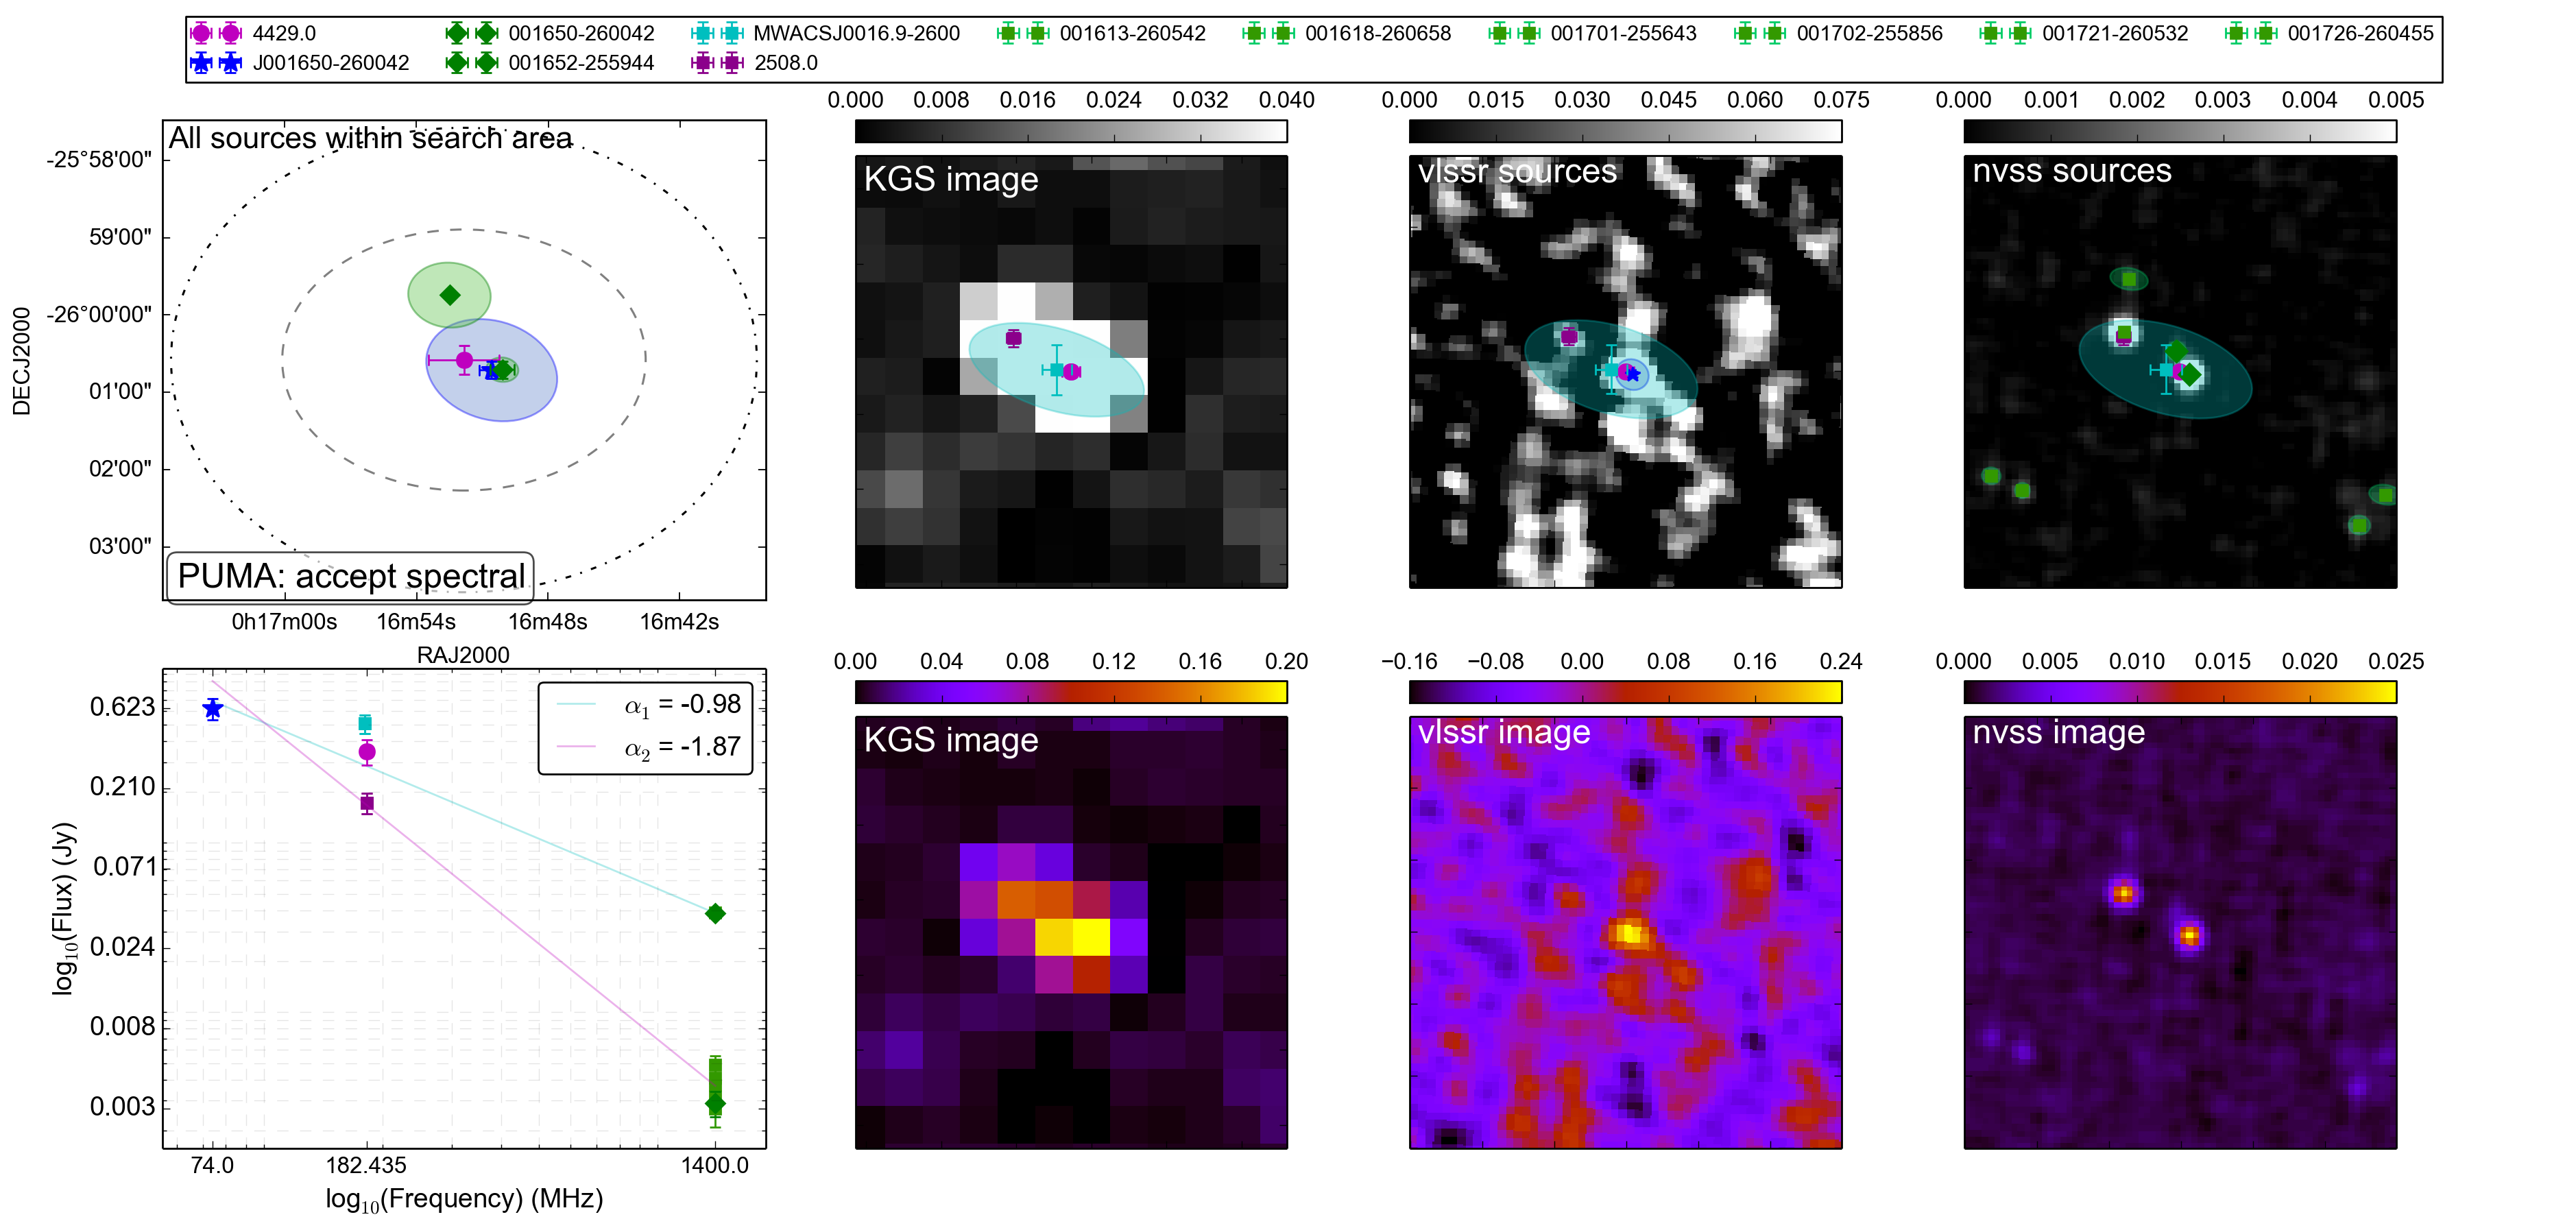 4429.0 001650-260042 MWACSJ0016.9-2600 001613-260542 001618-260658 001701-255643 001702-255856 001721-260532 001726-260455
J001650-260042 001652-255944 2508.0
0.000 0.008 0.016 0.024 0.032 0.040
0.000 0.015 0.030 0.045 0.060 0.075
0.000 0.001 0.002 0.003 0.004 0.005
All sources within search area
-25°58'00"
59'00"
-26°00'00"
01'00"
02'00"
03'00"
DECJ2000
PUMA: accept spectral
0h17m00s 16m54s 16m48s 16m42s
RAJ2000
KGS image
vlssr sources
nvss sources
0.00 0.04 0.08 0.12 0.16 0.20
−0.16 −0.08 0.00 0.08 0.16 0.24
0.000 0.005 0.010 0.015 0.020 0.025
α1 = -0.98
α2 = -1.87
0.623
0.210
0.071
0.024
0.008
0.003
log10(Flux) (Jy)
74.0 182.435 1400.0
log10(Frequency) (MHz)
KGS image
vlssr image
nvss image